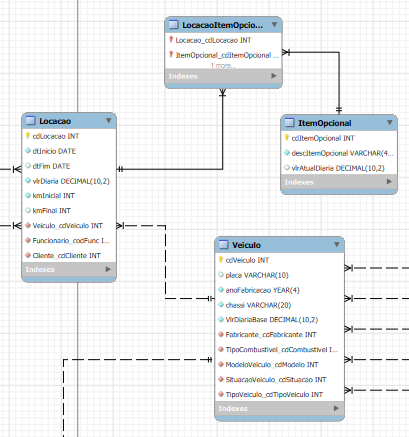 LocacaoItemOpcio...
Locacao_cdLocacao INT
ItemOpcional_cdItemOpcional ...
1 more...
Indexes
Locacao
cdLocacao INT
dtInicio DATE
dtFim DATE
vlrDiaria DECIMAL(10,2)
kmInicial INT
kmFinal INT
Veiculo_cdVeiculo INT
Funcionario_codFunc I...
Cliente_cdCliente INT
Indexes
ItemOpcional
cdItemOpcional INT
descItemOpcional VARCHAR(4...
vlrAtualDiaria DECIMAL(10,2)
Indexes
Veiculo
cdVeiculo INT
placa VARCHAR(10)
anoFabricacao YEAR(4)
chassi VARCHAR(20)
VlrDiariaBase DECIMAL(10,2)
Fabricante_cdFabricante INT
TipoCombustivel_cdCombustivel I...
ModeloVeiculo_cdModelo INT
SituacaoVeiculo_cdSituacao INT
TipoVeiculo_cdTipoVeiculo INT
Indexes